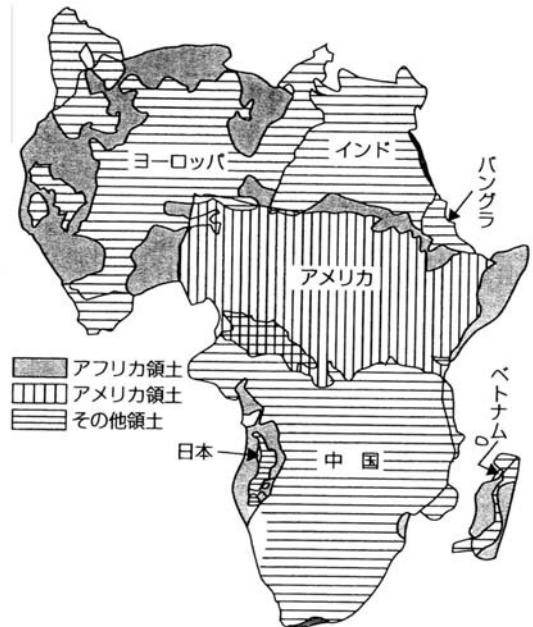 ヨーロッパ
インド
バングラ
アメリカ
アフリカ領土
アメリカ領土
その他領土
ベトナム
日本
中 国